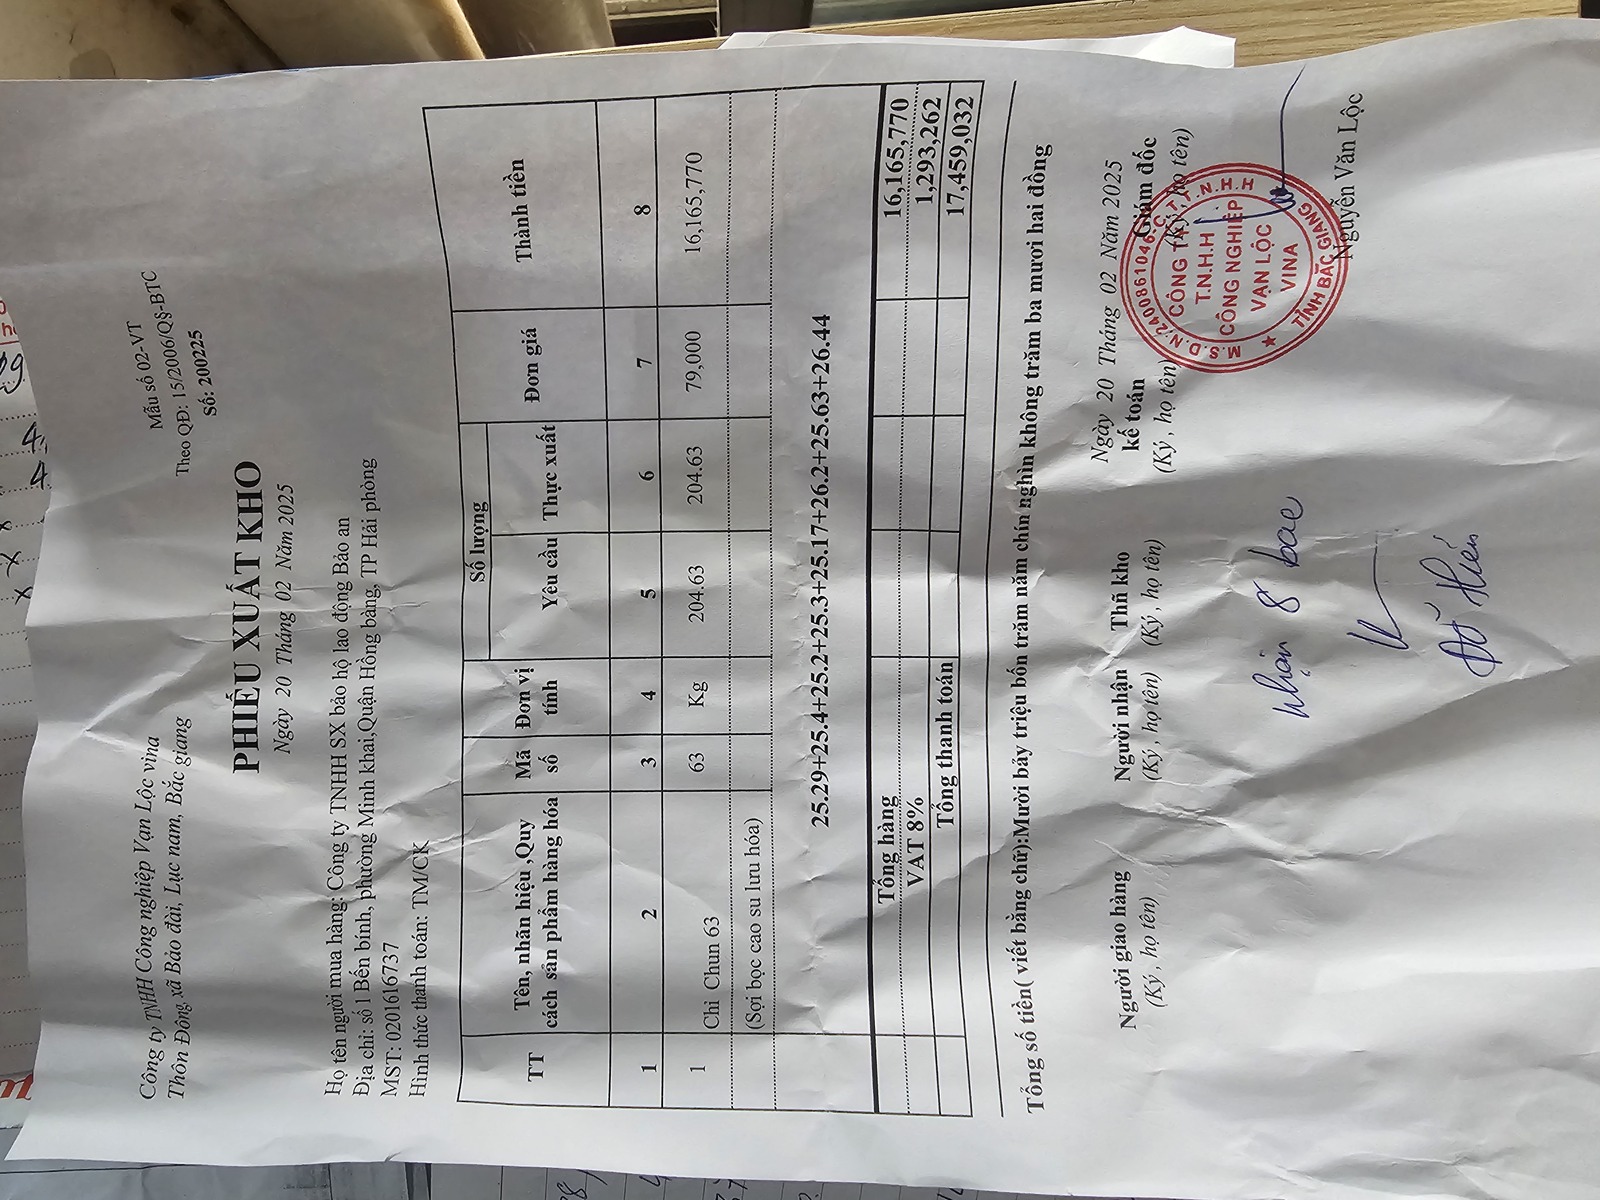 Công ty TNHH Công nghiệp Vạn Lộc vina
Thôn Đông, xã Bảo đài, Lục nam, Bắc giang
Mẫu số 02-VT
Theo QĐ: 15/2006/Q§-BTC
Số: 200225
PHIẾU XUẤT KHO
Ngày 20 Tháng 02 Năm 2025
Họ tên người mua hàng: Công ty TNHH SX bảo hộ lao động Bảo an
Địa chỉ: số 1 Bến bính, phường Minh khai,Quận Hồng bàng, TP Hải phòng
MST: 0201616737
Hình thức thanh toán: TM/CK
TT Tên, nhãn hiệu ,Quy cách sản phẩm hàng hóa Mã số Đơn vị tính Số lượng Yêu cầu Thực xuất Đơn giá Thành tiền
1 2 3 4 5 6 7 8
1 Chỉ Chun 63 63 Kg 204.63 204.63 79,000 16,165,770
(Sợi bọc cao su lưu hóa)
25.29+25.4+25.2+25.2+25.3+25.17+26.2+25.63+26.44
Tổng hàng 16,165,770
VAT 8% 1,293,262
Tổng thanh toán 17,459,032
Tổng số tiền( viết bằng chữ):Mười bảy triệu bốn trăm năm chín nghìn không trăm ba mươi hai đồng
Ngày 20 Tháng 02 Năm 2025
Người giao hàng Người nhận Thñ kho kế toán Giám đốc
(Ký , họ tên) (Ký , họ tên) (Ký , họ tên) (Ký , họ tên) (Ký , họ tên)
M.S.D.N:2400861046-C.T.T.N.H.H
CÔNG TY
T.N.H.H
CÔNG NGHIỆP
VẠN LỘC
VINA
★ TỈNH BẮC GIANG
nhận 8 bao
Đỗ Hiến
Nguyễn Văn Lộc